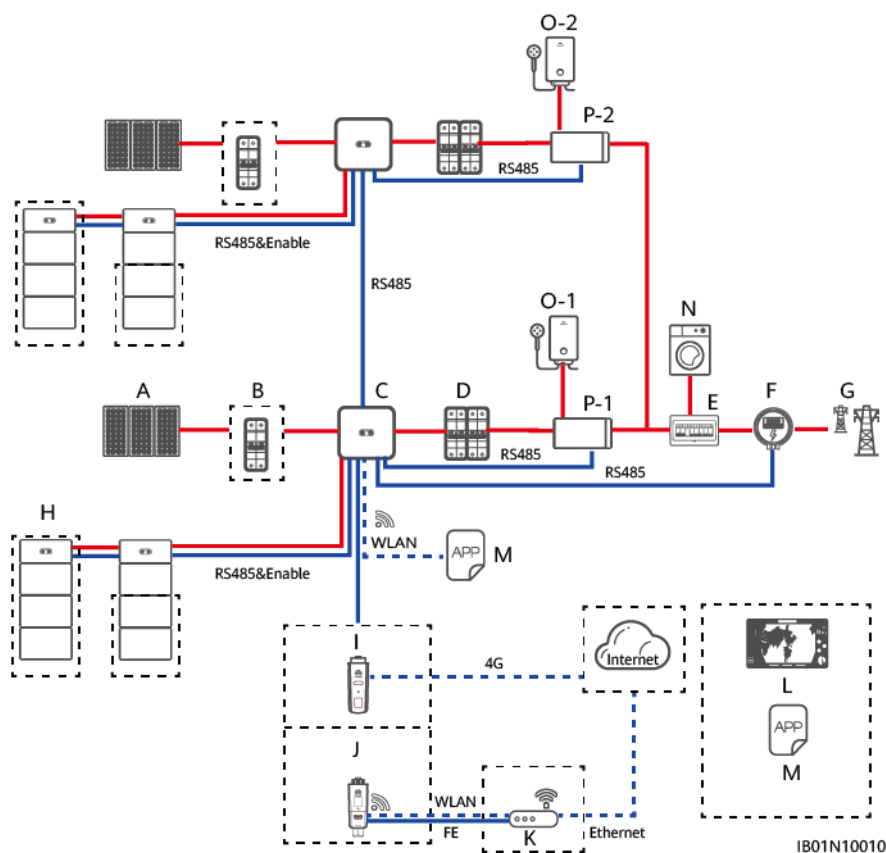 O-2
P-2
RS485
RS485&Enable
RS485
O-1
N
A
B
C
D
P-1
E
F
G
RS485
RS485
H
WLAN
APP
M
RS485&Enable
I
4G
Internet
L
J
APP
M
WLAN
FE
K
Ethernet
IB01N10010